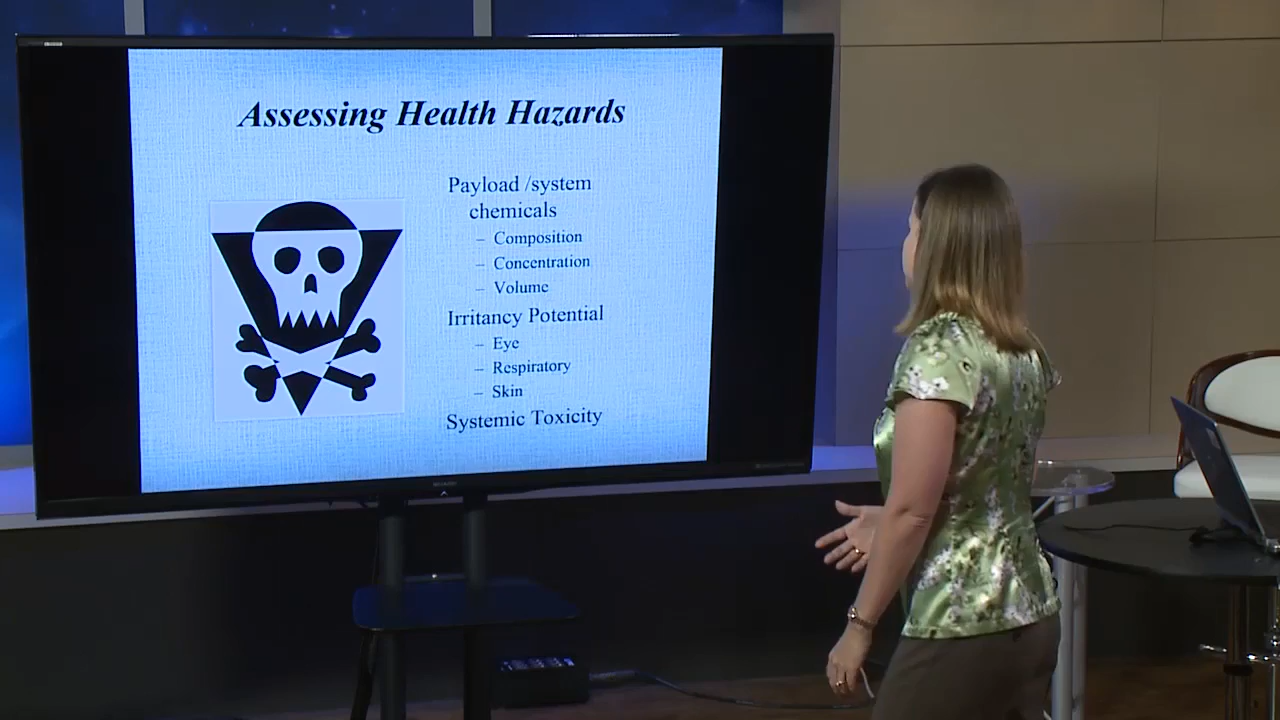 Assessing Health Hazards
Payload /system
chemicals
– Composition
– Concentration
– Volume
Irritancy Potential
– Eye
– Respiratory
– Skin
Systemic Toxicity